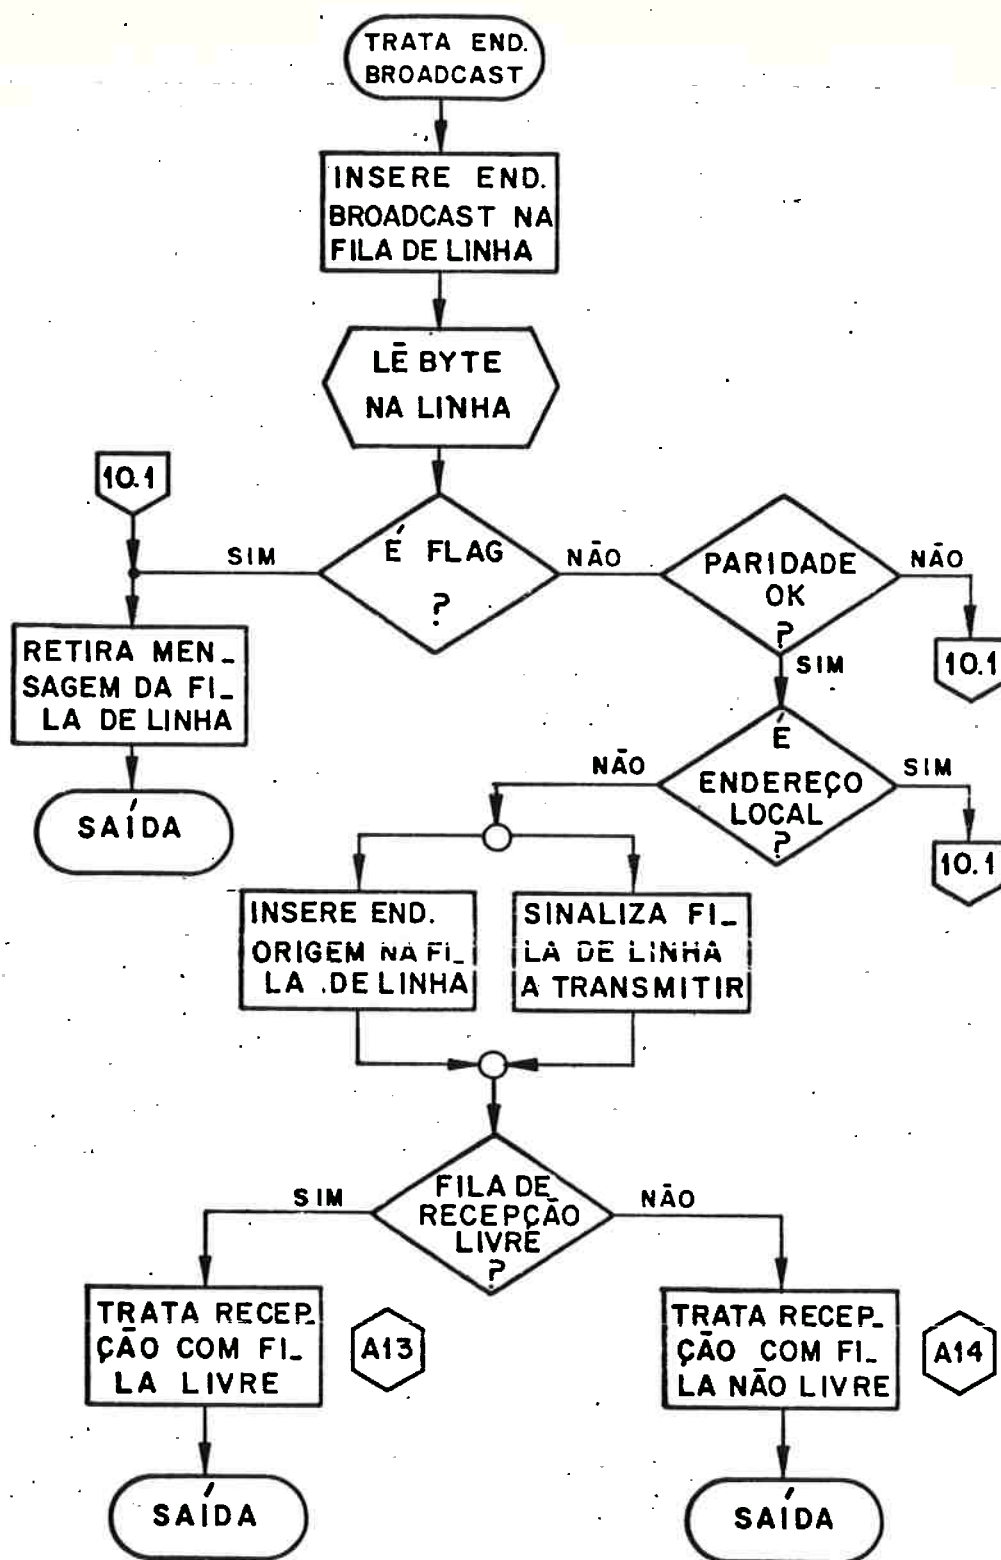 TRATA END.
BROADCAST
INSERE END.
BROADCAST NA
FILA DE LINHA
LÊ BYTE
NA LINHA
10.1
SIM
É FLAG
?
NÃO
PARIDADE
OK
?
NÃO
10.1
SIM
RETIRA MEN_
SAGEM DA FI_
LA DE LINHA
SAÍDA
NÃO
É
ENDEREÇO
LOCAL
?
SIM
10.1
INSERE END.
ORIGEM NA FI_
LA .DE LINHA
SINALIZA FI_
LA DE LINHA
A TRANSMITIR
SIM
FILA DE
RECEPÇÃO
LIVRE
?
NÃO
TRATA RECEP_
ÇÃO COM FI_
LA LIVRE
A13
TRATA RECEP_
ÇÃO COM FI_
LA NÃO LIVRE
A14
SAÍDA
SAÍDA